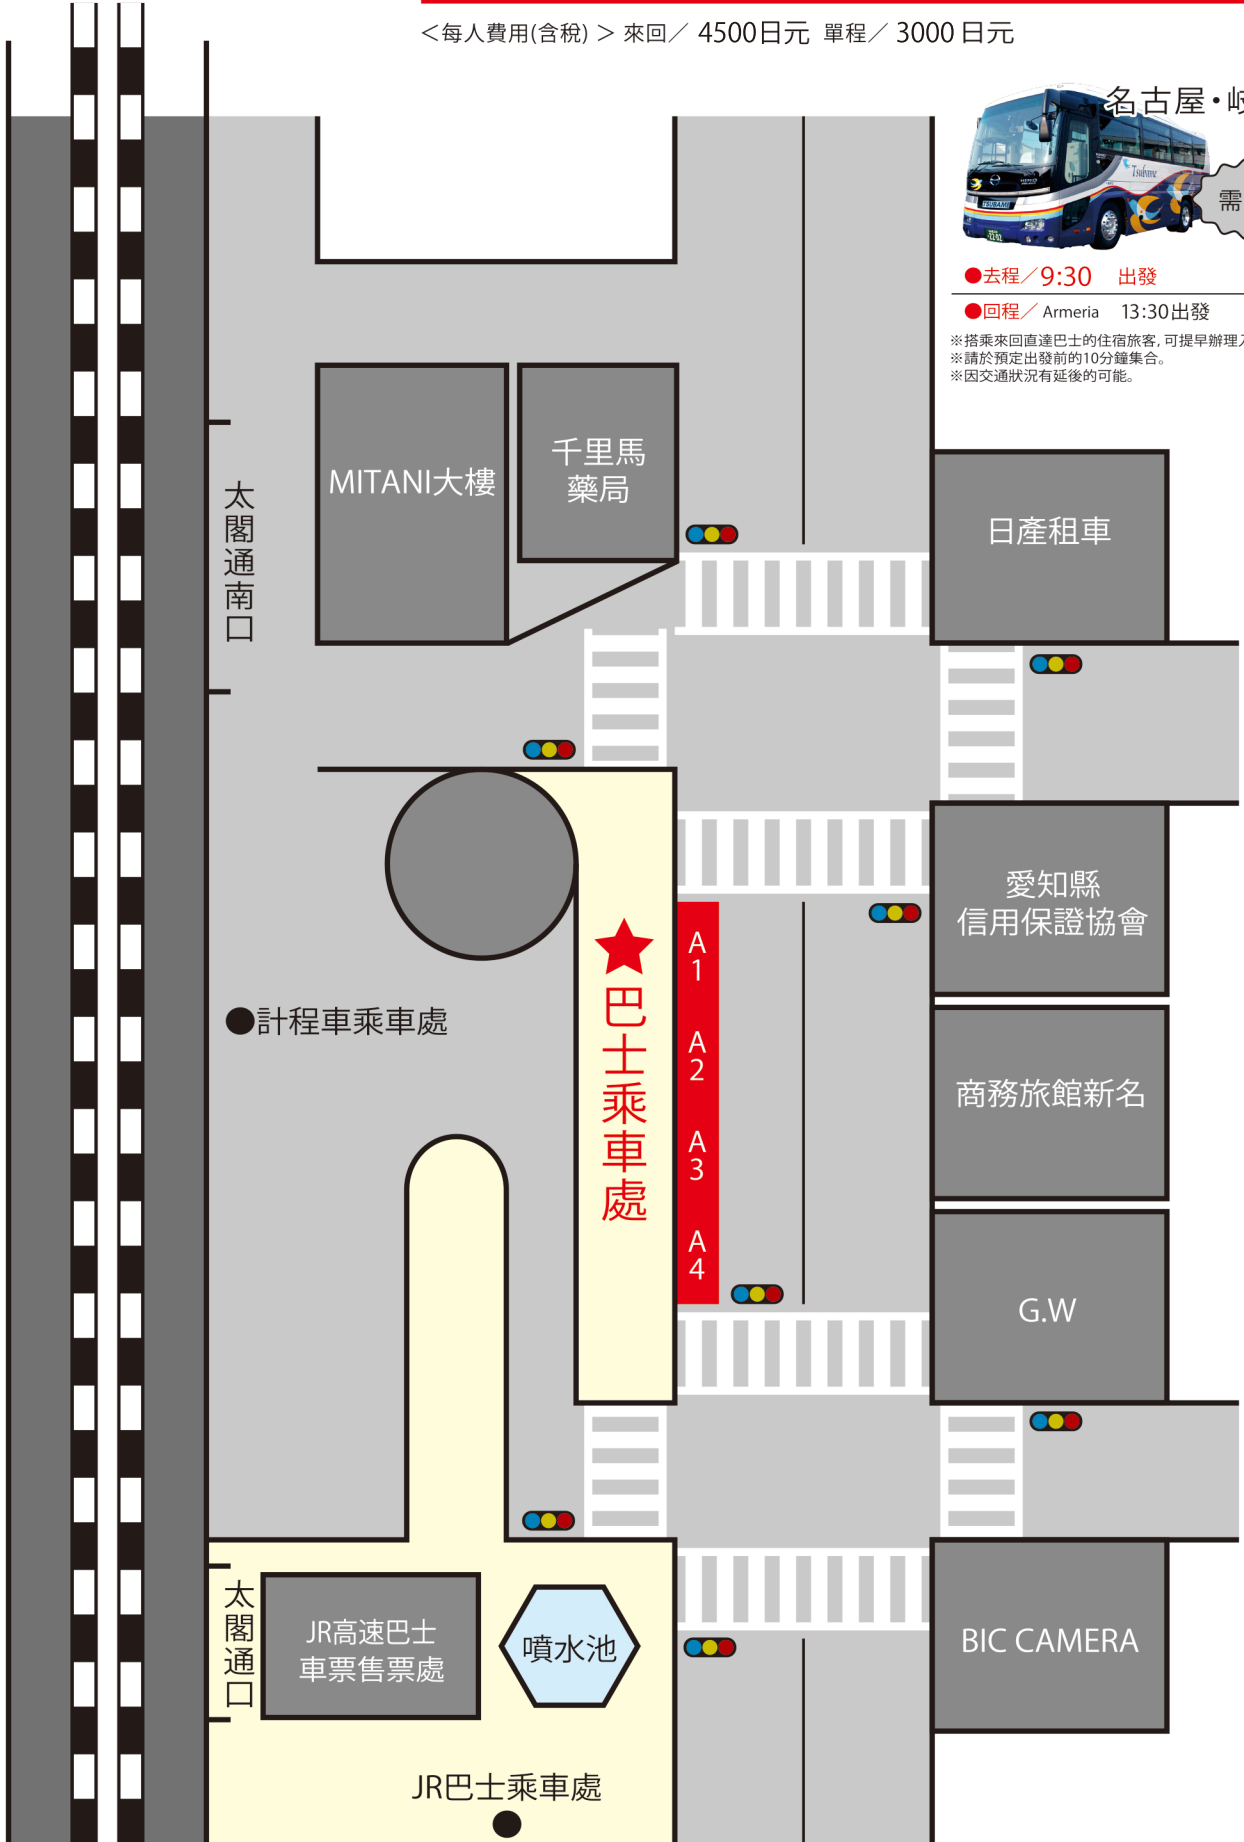 ＜每人費用(含稅) ＞ 來回／ 4500日元 單程／ 3000 日元
名古屋・岐
Tsubame
TSUBAME
需
●去程／9:30 出發
●回程／ Armeria 13:30出發
※搭乘來回直達巴士的住宿旅客,可提早辦理入
※請於預定出發前的10分鐘集合。
※因交通狀況有延後的可能。
MITANI大樓
千里馬
藥局
日產租車
太閤通南口
愛知縣
信用保證協會
A1
★巴士乘車處
●計程車乘車處
A2
商務旅館新名
A3
A4
G.W
太閤通口
JR高速巴士
車票售票處
噴水池
BIC CAMERA
JR巴士乘車處